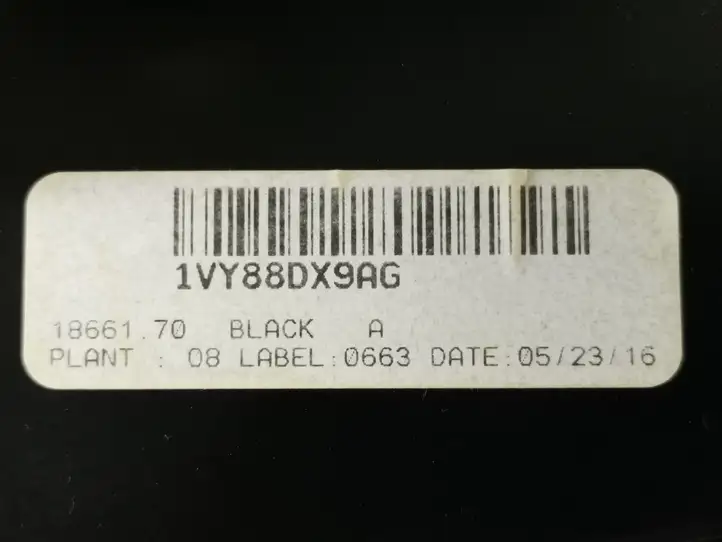 1VY88DX9AG
18661.70 BLACK A
PLANT : 08 LABEL:0663 DATE:05/23/16